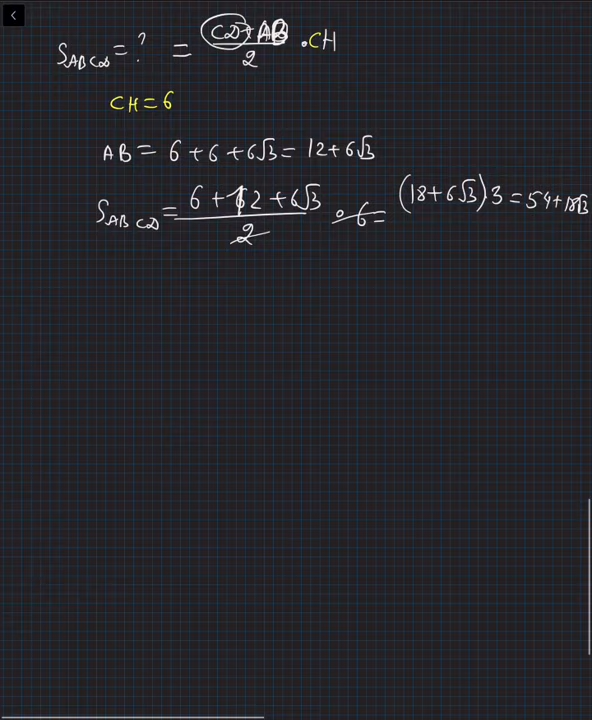 S_ABCD = ? = (CD + AB)/2 · CH
CH = 6
AB = 6 + 6 + 6√3 = 12 + 6√3
S_ABCD = (6 + 12 + 6√3)/2 · 6 = (18 + 6√3) · 3 = 54 + 18√3